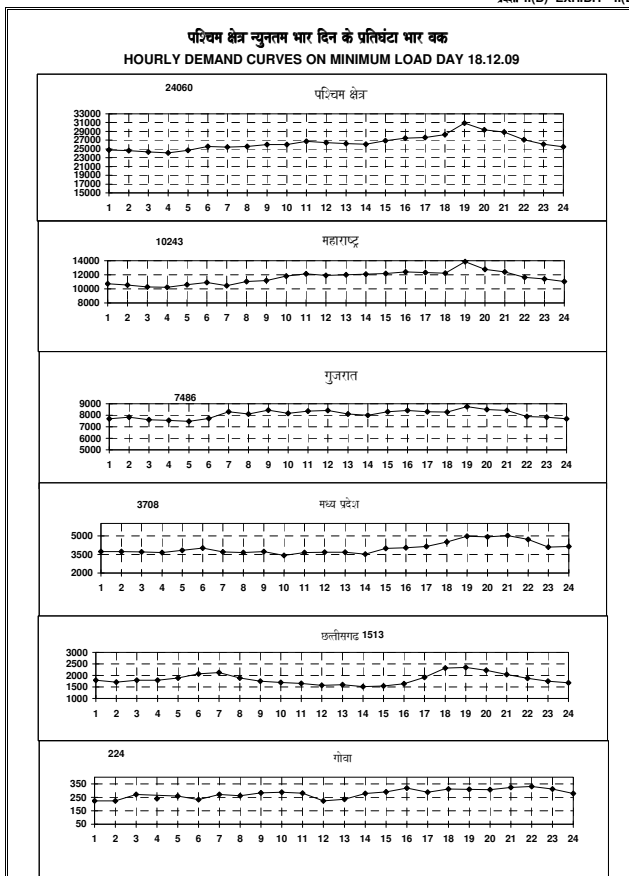 पश्चिम क्षेत्र न्युनतम भार दिन के प्रतिघंटा भार वक
HOURLY DEMAND CURVES ON MINIMUM LOAD DAY 18.12.09
24060
पश्चिम क्षेत्र
33000
31000
29000
27000
25000
23000
21000
19000
17000
15000
1 2 3 4 5 6 7 8 9 10 11 12 13 14 15 16 17 18 19 20 21 22 23 24
10243
महाराष्ट्र
14000
12000
10000
8000
1 2 3 4 5 6 7 8 9 10 11 12 13 14 15 16 17 18 19 20 21 22 23 24
गुजरात
7486
9000
8000
7000
6000
5000
1 2 3 4 5 6 7 8 9 10 11 12 13 14 15 16 17 18 19 20 21 22 23 24
3708
मध्य प्रदेश
5000
3500
2000
1 2 3 4 5 6 7 8 9 10 11 12 13 14 15 16 17 18 19 20 21 22 23 24
छत्तीसगढ 1513
3000
2500
2000
1500
1000
1 2 3 4 5 6 7 8 9 10 11 12 13 14 15 16 17 18 19 20 21 22 23 24
224
गोवा
350
250
150
50
1 2 3 4 5 6 7 8 9 10 11 12 13 14 15 16 17 18 19 20 21 22 23 24